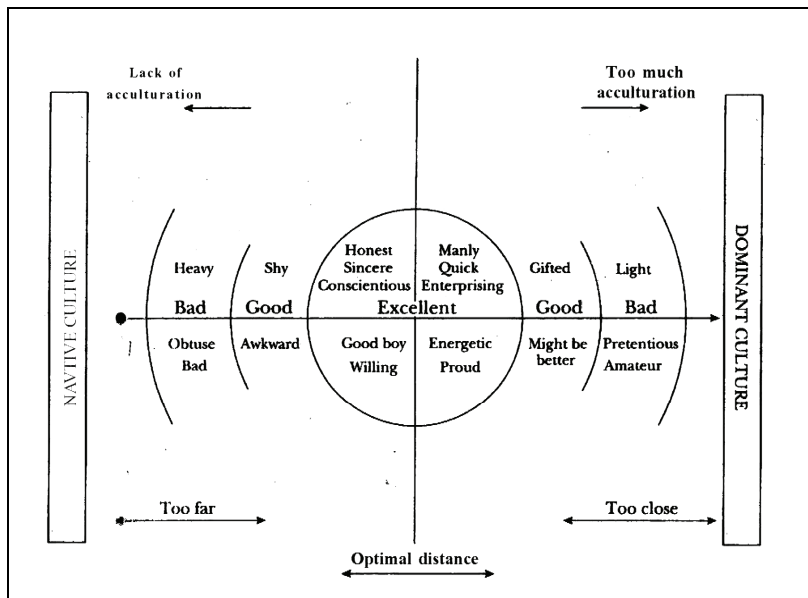 Lack of
acculturation
Too much
acculturation
NAVTIVE CULTURE
DOMINANT CULTURE
Heavy
Shy
Honest
Sincere
Conscientious
Manly
Quick
Enterprising
Gifted
Light
Bad
Good
Excellent
Good
Bad
Obtuse
Bad
Awkward
Good boy
Willing
Energetic
Proud
Might be
better
Pretentious
Amateur
Too far
Too close
Optimal distance